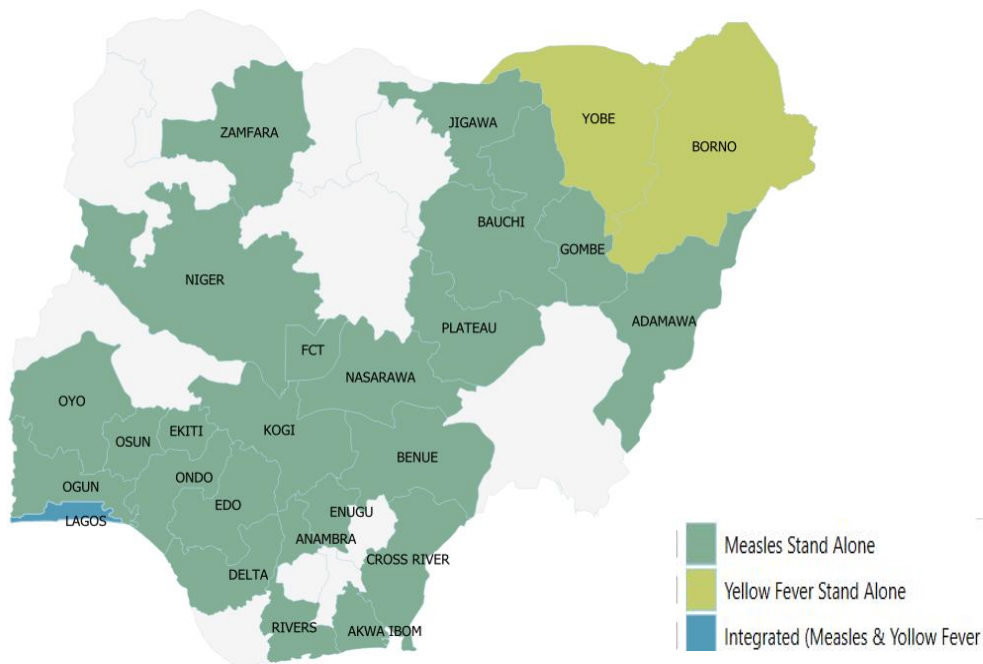 ZAMFARA
JIGAWA
YOBE
BORNO
BAUCHI
GOMBE
NIGER
ADAMAWA
PLATEAU
FCT
NASARAWA
OYO
EKITI
OSUN
KOGI
BENUE
ONDO
OGUN
EDO
ENUGU
LAGOS
ANAMBRA
CROSS RIVER
DELTA
RIVERS
AKWA IBOM
Measles Stand Alone
Yellow Fever Stand Alone
Integrated (Measles & Yellow Fever